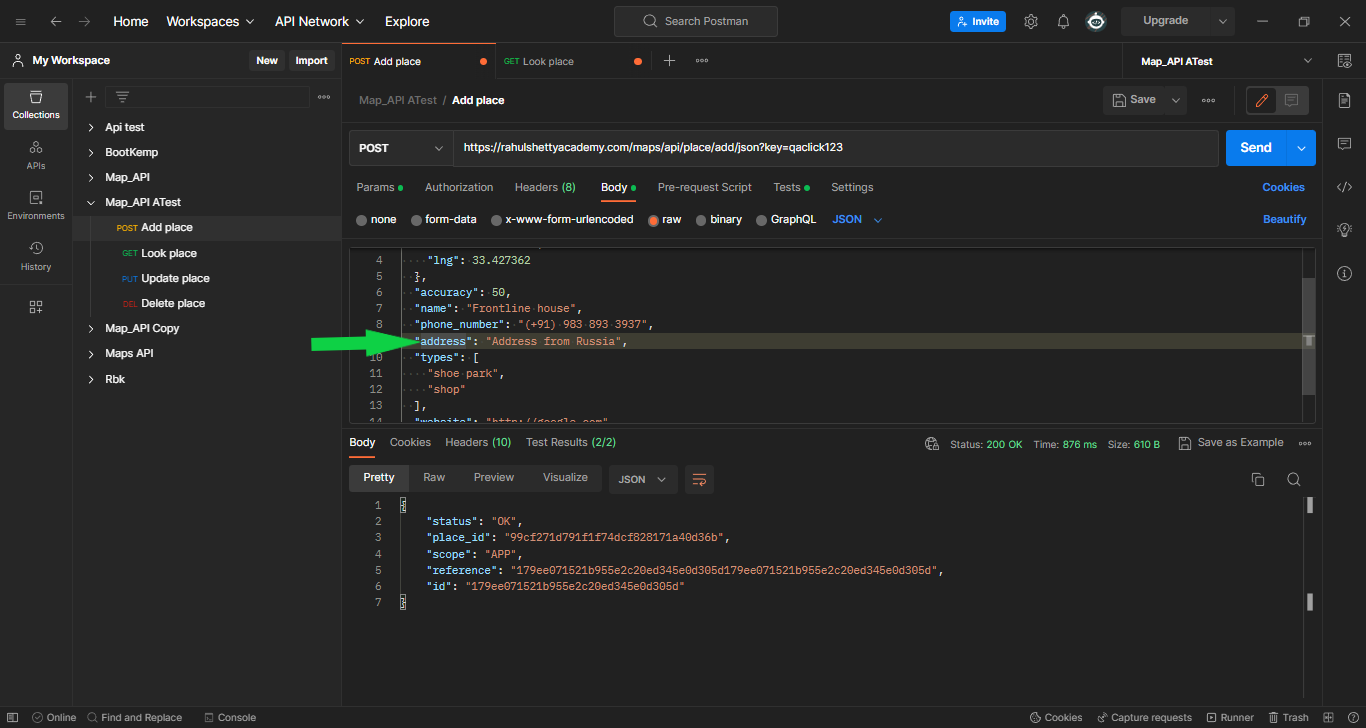 Home Workspaces API Network Explore Search Postman Invite Upgrade
My Workspace New Import POST Add place GET Look place Map_API ATest
Collections
APIs
Environments
History
Api test
BootKemp
Map_API
Map_API ATest
POST Add place
GET Look place
PUT Update place
DEL Delete place
Map_API Copy
Maps API
Rbk
Map_API ATest / Add place Save
POST https://rahulshettyacademy.com/maps/api/place/add/json?key=qaclick123 Send
Params Authorization Headers (8) Body Pre-request Script Tests Settings Cookies
none form-data x-www-form-urlencoded raw binary GraphQL JSON Beautify
4 "lng": 33.427362
5 },
6 "accuracy": 50,
7 "name": "Frontline house",
8 "phone_number": "(+91) 983 893 3937",
"address": "Address from Russia",
10 "types": [
11 "shoe park",
12 "shop"
13 ],
14 "website": "http://google.com",
Body Cookies Headers (10) Test Results (2/2) Status: 200 OK Time: 876 ms Size: 610 B Save as Example
Pretty Raw Preview Visualize JSON
1 {
2 "status": "OK",
3 "place_id": "99cf271d791f1f74dcf828171a40d36b",
4 "scope": "APP",
5 "reference": "179ee071521b955e2c20ed345e0d305d179ee071521b955e2c20ed345e0d305d",
6 "id": "179ee071521b955e2c20ed345e0d305d"
7 }
Online Find and Replace Console Cookies Capture requests Runner Trash